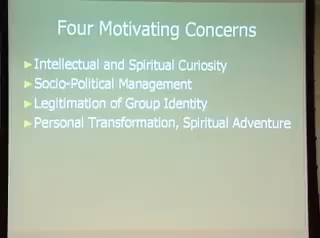 Four Motivating Concerns
Intellectual and Spiritual Curiosity
Socio-Political Management
Legitimation of Group Identity
Personal Transformation, Spiritual Adventure